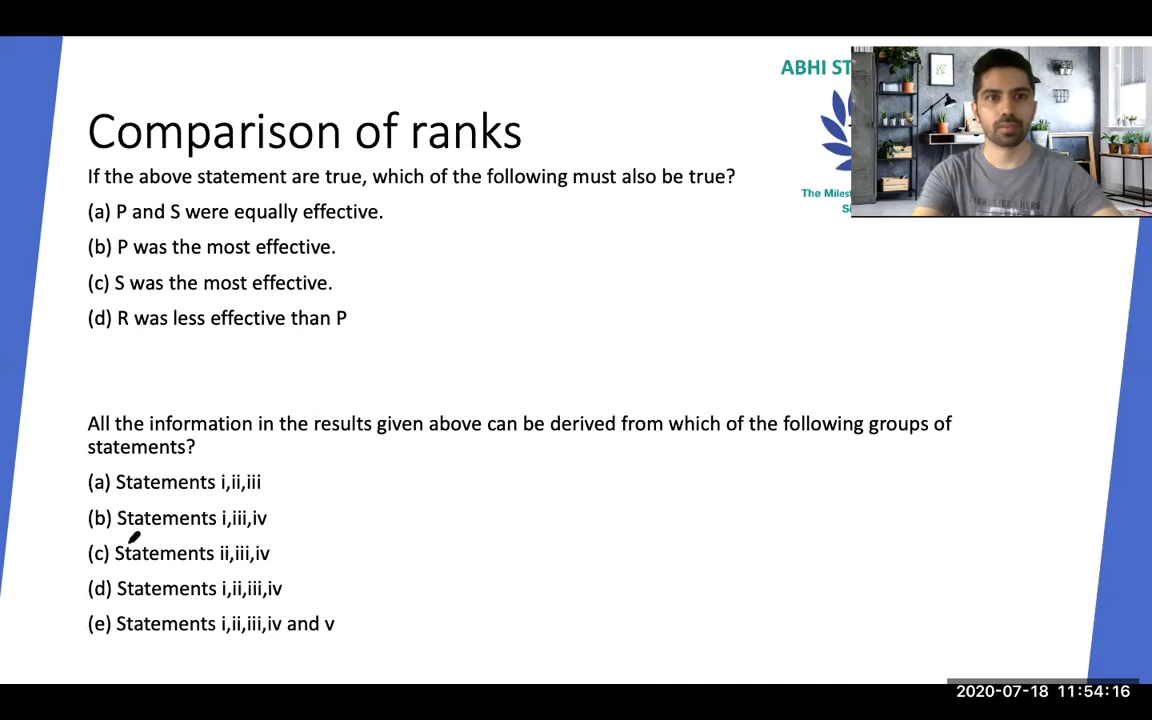 ABHI ST
Comparison of ranks
If the above statement are true, which of the following must also be true?
(a) P and S were equally effective.
The Milest
(b) P was the most effective.
(c) S was the most effective.
(d) R was less effective than P
All the information in the results given above can be derived from which of the following groups of
statements?
(a) Statements i,ii,iii
(b) Statements i,iii,iv
(c) Statements ii,iii,iv
(d) Statements i,ii,iii,iv
(e) Statements i,ii,iii,iv and v
2020-07-18 11:54:16